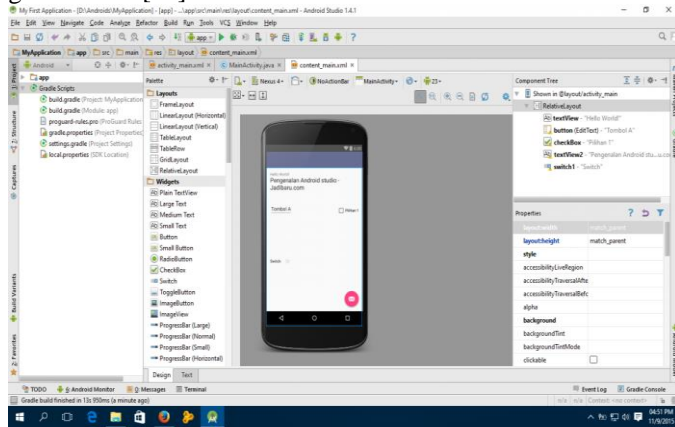 My First Application - [D:\Androids\MyApplication] - [app] - ...\app\src\main\res\layout\content_main.xml - Android Studio 1.4.1
File Edit View Navigate Code Analyze Refactor Build Run Tools VCS Window Help
app
MyApplication app src main res layout content_main.xml
Android
activity_main.xml MainActivity.java content_main.xml
1: Project
7: Structure
Captures
Build Variants
2: Favorites
app
Gradle Scripts
build.gradle (Project: MyApplication
build.gradle (Module: app)
proguard-rules.pro (ProGuard Rules
gradle.properties (Project Properties
settings.gradle (Project Settings)
local.properties (SDK Location)
Palette
Layouts
FrameLayout
LinearLayout (Horizontal)
LinearLayout (Vertical)
TableLayout
TableRow
GridLayout
RelativeLayout
Widgets
Plain TextView
Large Text
Medium Text
Small Text
Button
Small Button
RadioButton
CheckBox
Switch
ToggleButton
ImageButton
ImageView
ProgressBar (Large)
ProgressBar (Normal)
ProgressBar (Small)
ProgressBar (Horizontal)
Nexus 4 NoActionBar MainActivity 23
Pengenalan Android studio -
Jadibaru.com
Tombol A
Switch
Component Tree
Shown in @layout/activity_main
RelativeLayout
textView - "Hello World"
button (EditText) - "Tombol A"
checkBox - "Pilihan 1"
textView2 - "Pengenalan Android stu...u.co
switch1 - "Switch"
Properties
layout:width match_parent
layout:height match_parent
style
accessibilityLiveRegion
accessibilityTraversalAfte
accessibilityTraversalBefc
alpha
background
backgroundTint
backgroundTintMode
clickable
Design Text
TODO 6: Android Monitor 0: Messages Terminal
Event Log Gradle Console
Gradle build finished in 13s 950ms (a minute ago)
n/a n/a Context: <no context>
04:51 PM
11/9/2015